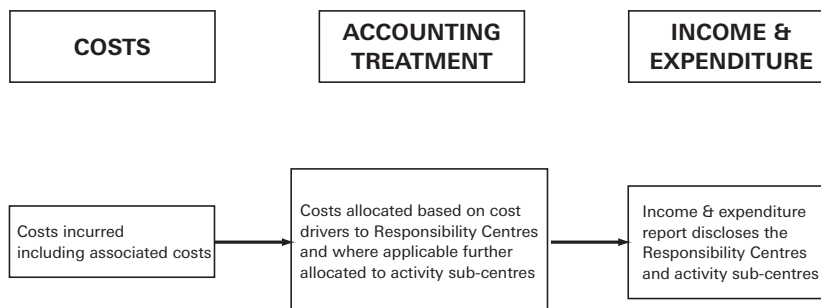 COSTS
ACCOUNTING
TREATMENT
INCOME &
EXPENDITURE
Costs incurred
including associated costs
Costs allocated based on cost
drivers to Responsibility Centres
and where applicable further
allocated to activity sub-centres
Income & expenditure
report discloses the
Responsibility Centres
and activity sub-centres